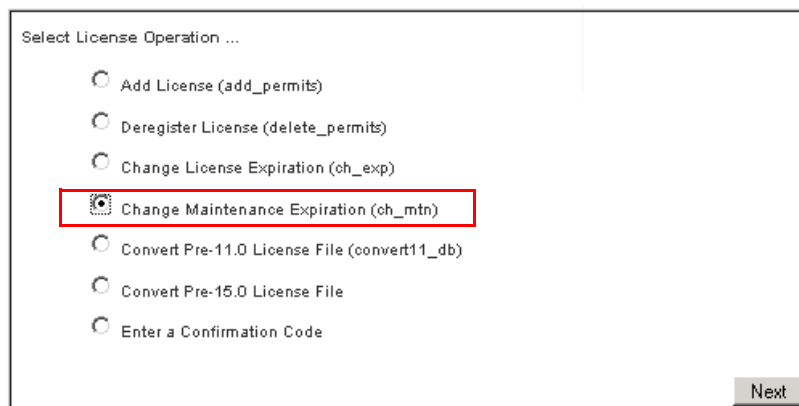 Select License Operation ...
Add License (add_permits)
Deregister License (delete_permits)
Change License Expiration (ch_exp)
Change Maintenance Expiration (ch_mtn)
Convert Pre-11.0 License File (convert11_db)
Convert Pre-15.0 License File
Enter a Confirmation Code
Next